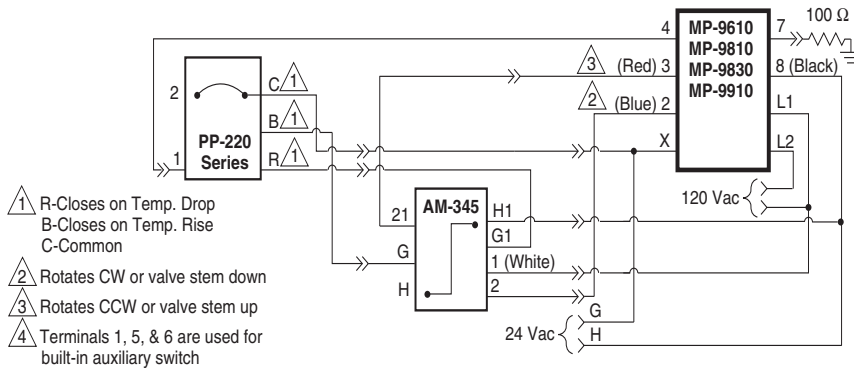 100 Ω
4 MP-9610 7
MP-9810
3 (Red) 3 MP-9830 8 (Black)
MP-9910
C 1
2
2 (Blue) 2 L1
B 1
PP-220
Series
X L2
1 R 1
120 Vac
1 R-Closes on Temp. Drop
B-Closes on Temp. Rise
C-Common
AM-345
21 H1
G1
G 1 (White)
H 2
2 Rotates CW or valve stem down
3 Rotates CCW or valve stem up
4 Terminals 1, 5, & 6 are used for
built-in auxiliary switch
24 Vac G
H